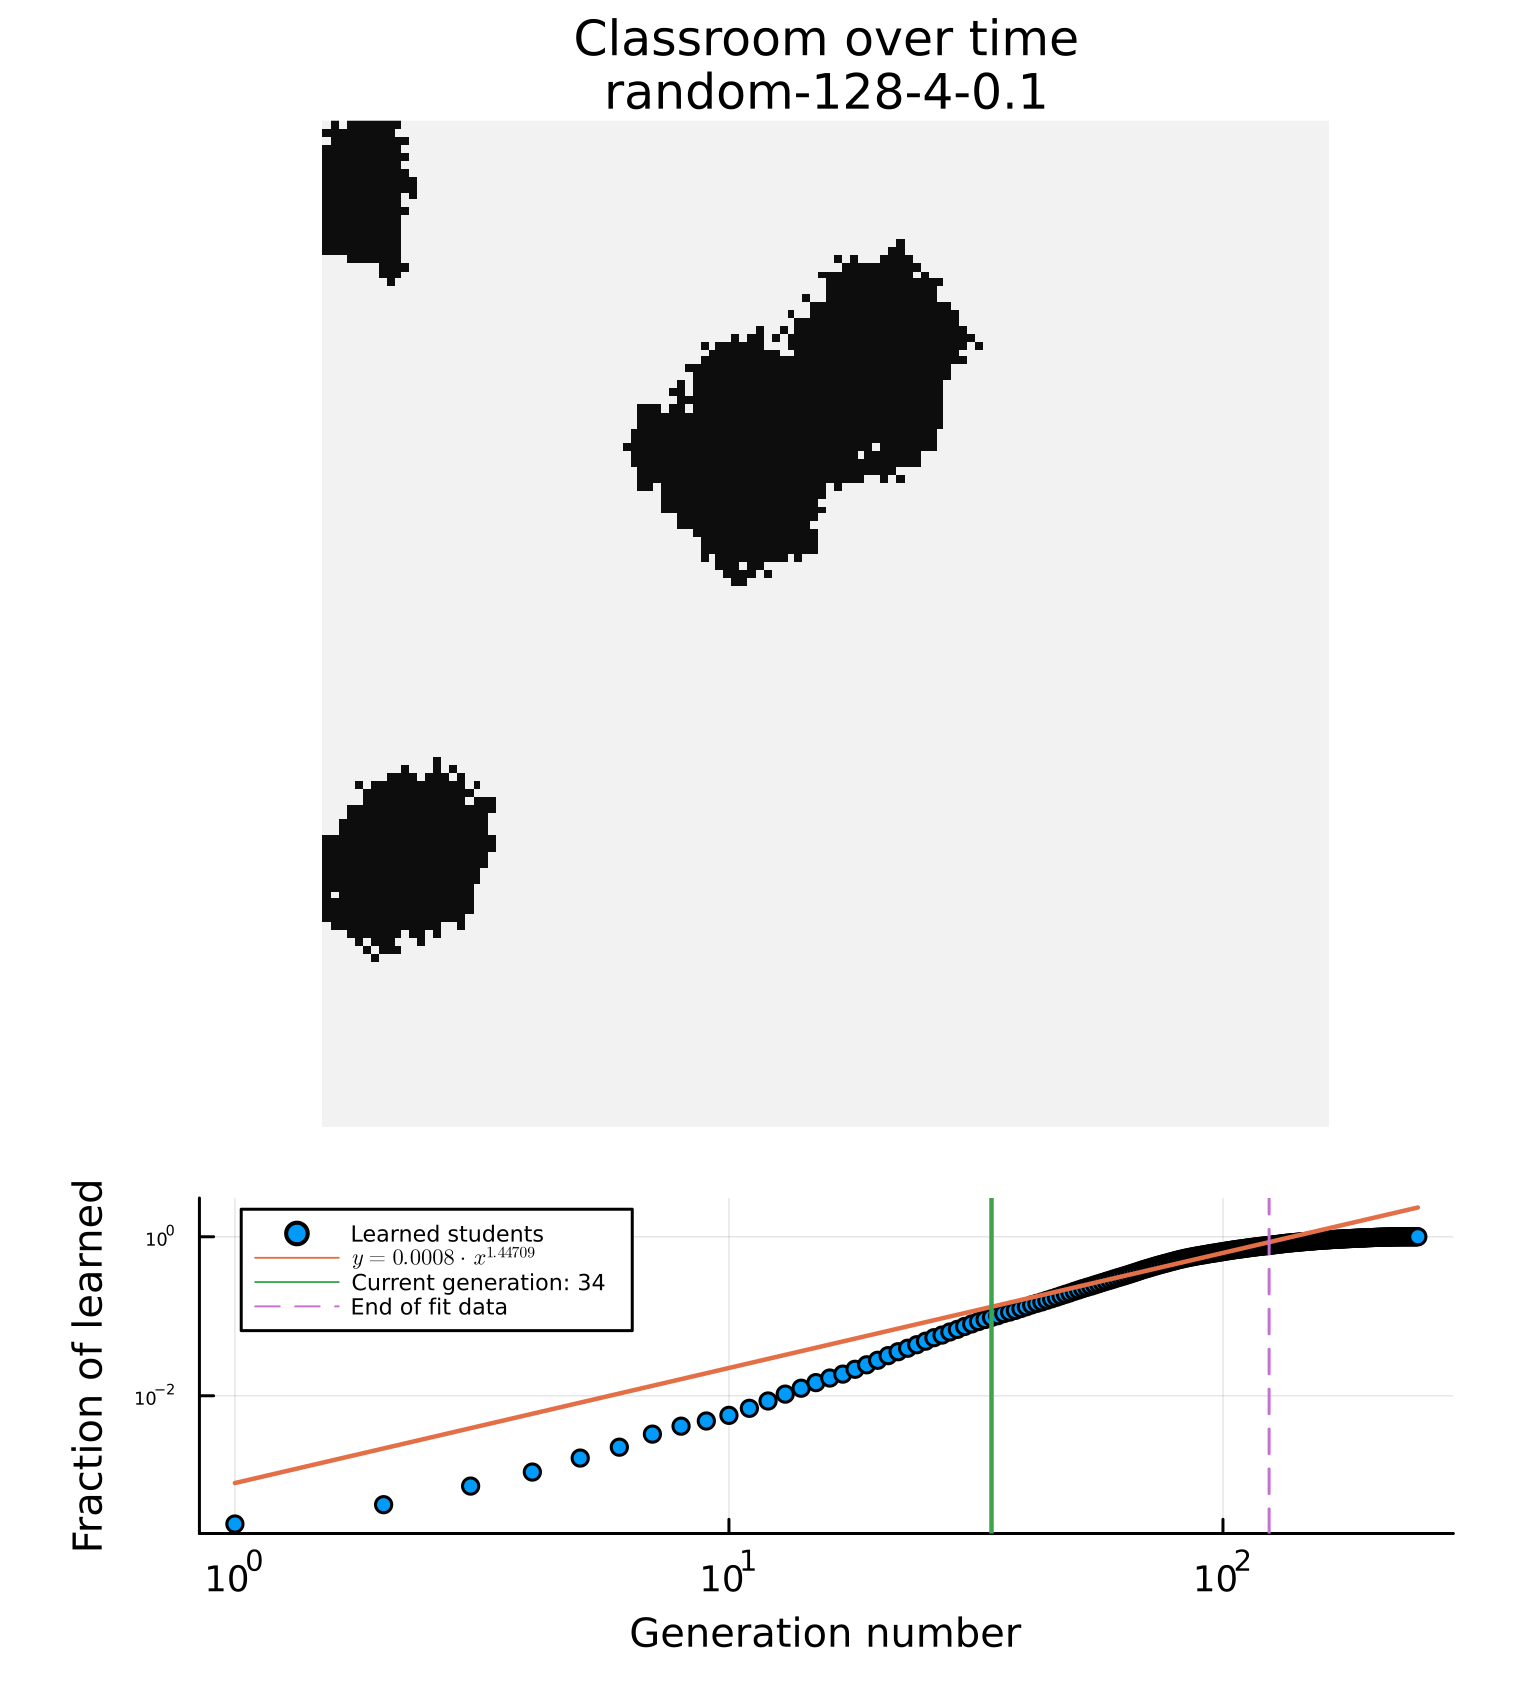 Classroom over time
random-128-4-0.1
Fraction of learned
10^0
10^−2
Learned students
y = 0.0008 · x^1.44709
Current generation: 34
End of fit data
10^0 10^1 10^2
Generation number